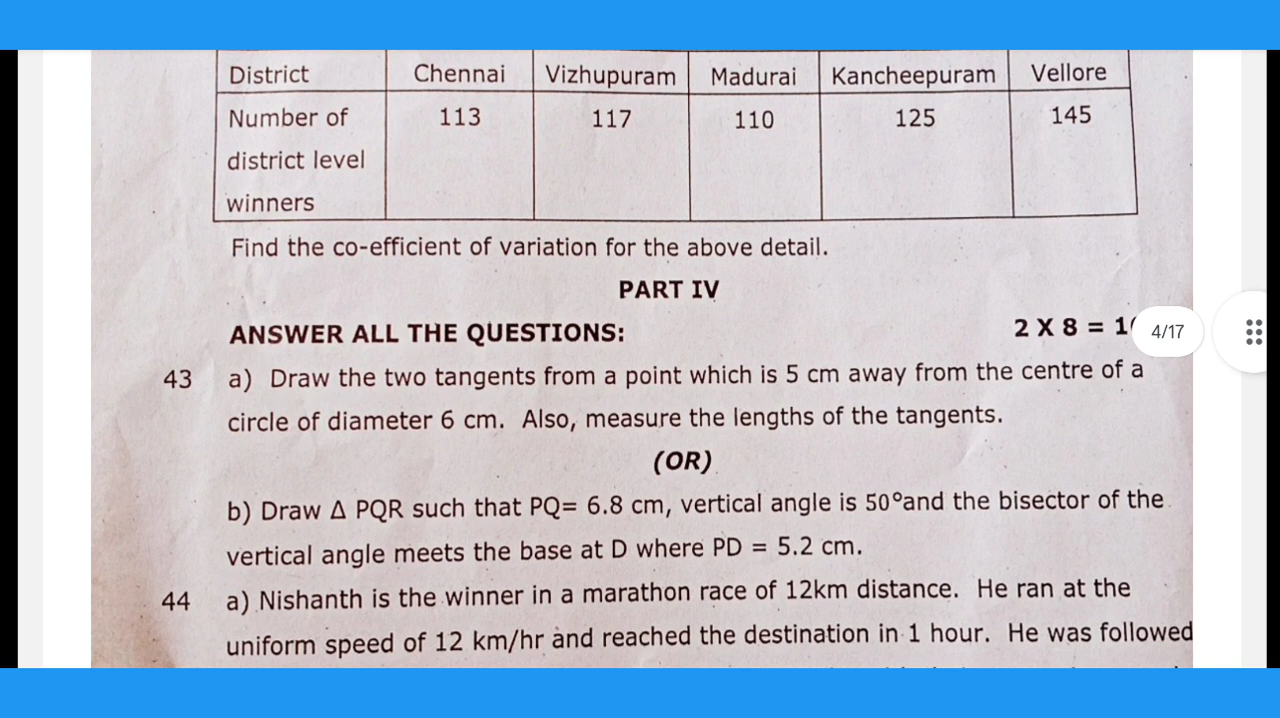 District Chennai Vizhupuram Madurai Kancheepuram Vellore
Number of 113 117 110 125 145
district level
winners
Find the co-efficient of variation for the above detail.
PART IV
ANSWER ALL THE QUESTIONS:
2 X 8 = 1
4/17
43 a) Draw the two tangents from a point which is 5 cm away from the centre of a
circle of diameter 6 cm. Also, measure the lengths of the tangents.
(OR)
b) Draw Δ PQR such that PQ= 6.8 cm, vertical angle is 50°and the bisector of the
vertical angle meets the base at D where PD = 5.2 cm.
44 a) Nishanth is the winner in a marathon race of 12km distance. He ran at the
uniform speed of 12 km/hr and reached the destination in 1 hour. He was followed